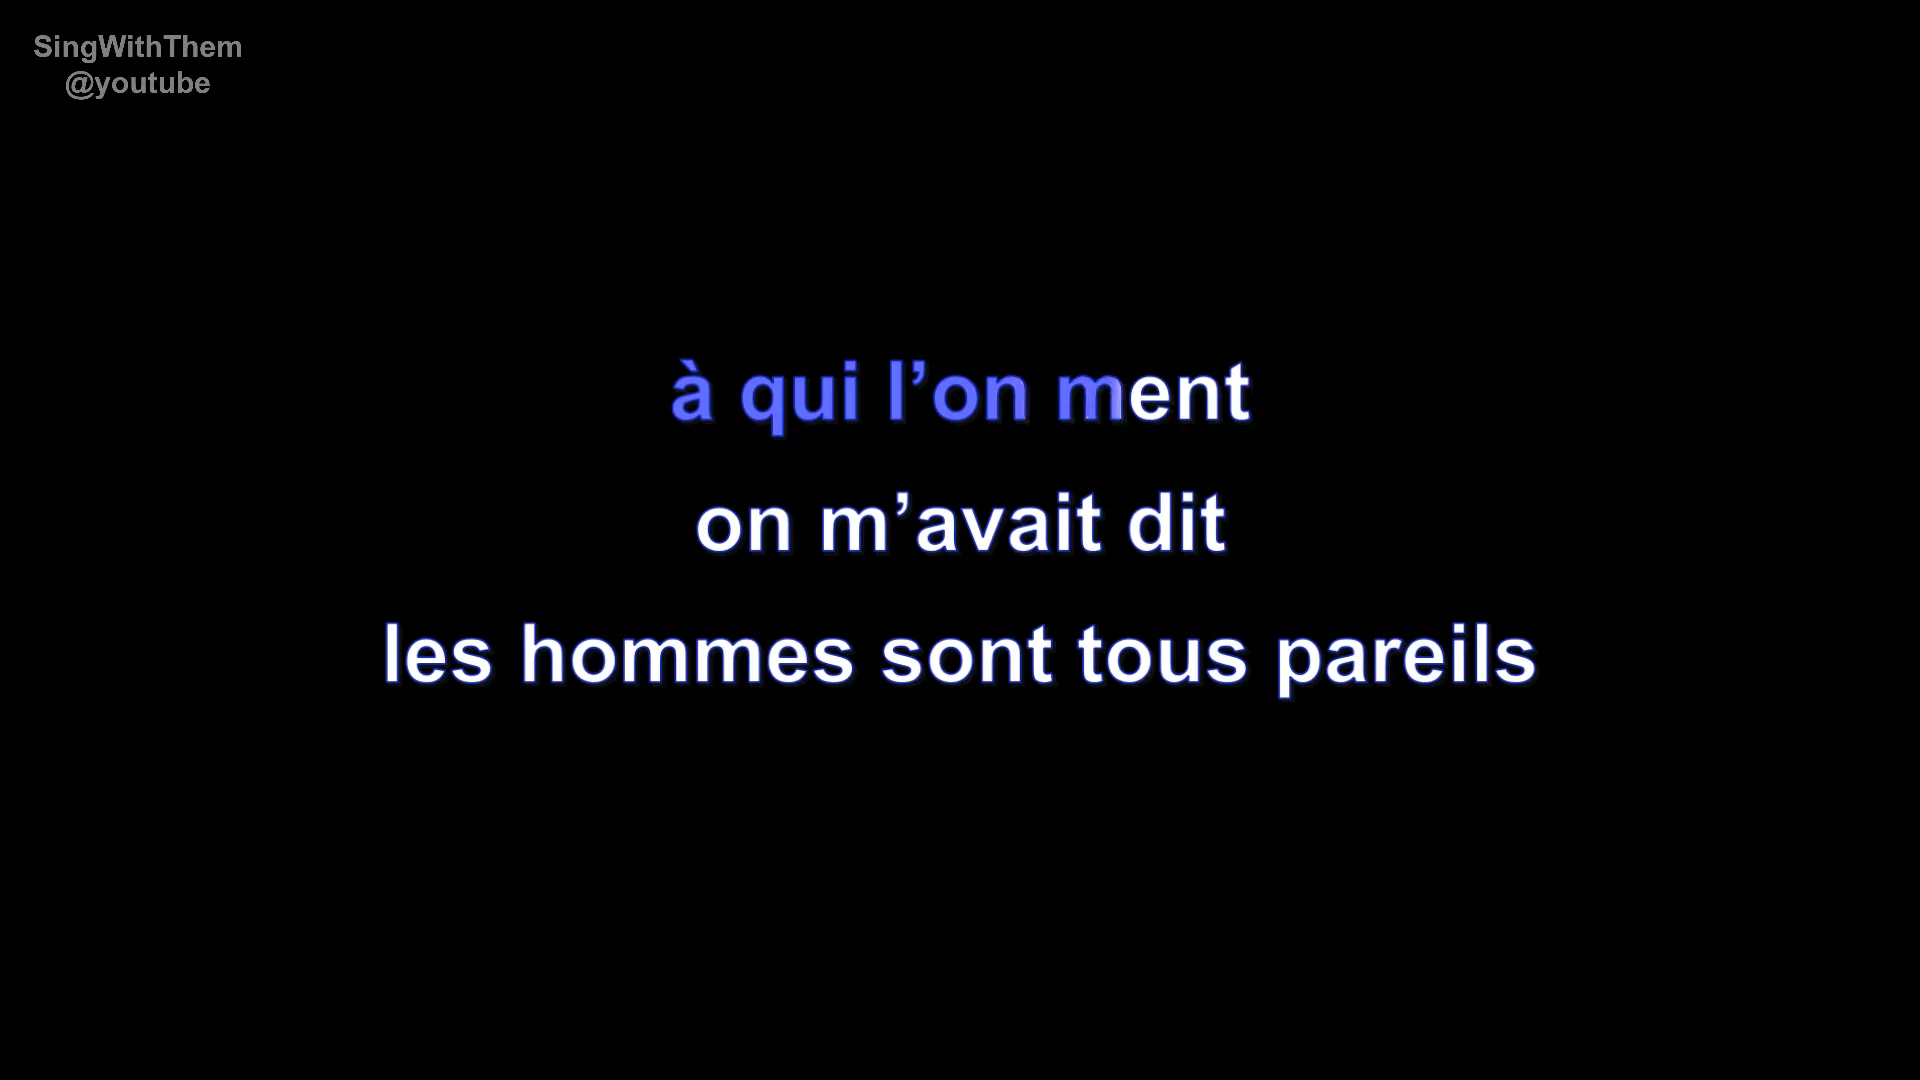 SingWithThem
@youtube
à qui l’on ment
on m’avait dit
les hommes sont tous pareils